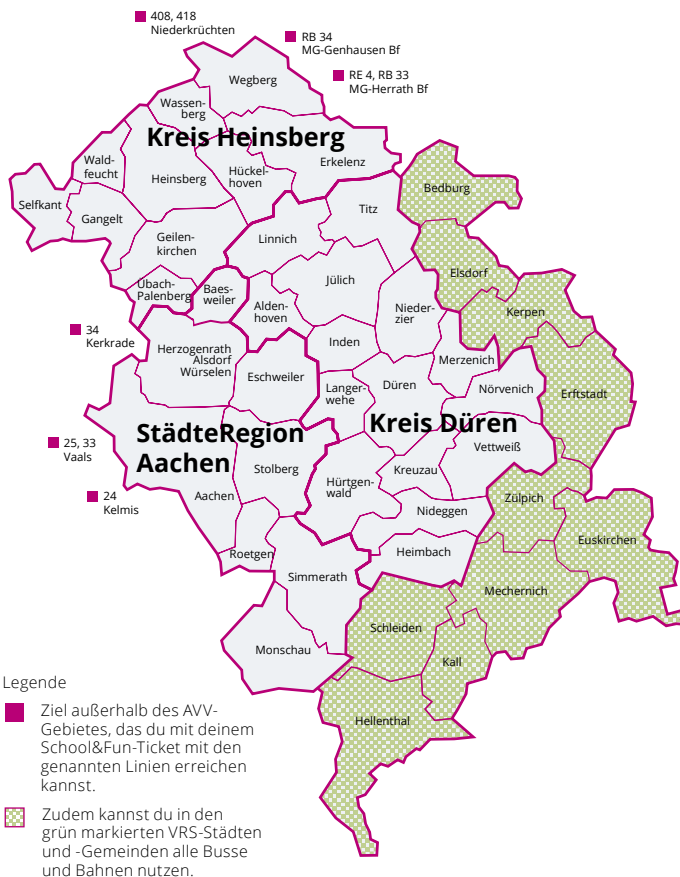 408, 418
Niederkrüchten
RB 34
MG-Genhausen Bf
RE 4, RB 33
MG-Herrath Bf
Wegberg
Wassen-
berg
Kreis Heinsberg
Erkelenz
Wald-
feucht
Heinsberg
Hückel-
hoven
Bedburg
Selfkant
Gangelt
Titz
Geilen-
kirchen
Linnich
Elsdorf
Jülich
Übach-
Palenberg
Baes-
weiler
Alden-
hoven
Nieder-
zier
Kerpen
34
Kerkrade
Herzogenrath
Alsdorf
Würselen
Inden
Merzenich
Eschweiler
Langer-
wehe
Düren
Nörvenich
Erftstadt
Kreis Düren
StädteRegion
Aachen
25, 33
Vaals
Vettweiß
Stolberg
Kreuzau
24
Kelmis
Aachen
Hürtgen-
wald
Zülpich
Nideggen
Euskirchen
Roetgen
Heimbach
Simmerath
Mechernich
Schleiden
Monschau
Kall
Hellenthal
Legende
Ziel außerhalb des AVV-
Gebietes, das du mit deinem
School&Fun-Ticket mit den
genannten Linien erreichen
kannst.
Zudem kannst du in den
grün markierten VRS-Städten
und -Gemeinden alle Busse
und Bahnen nutzen.